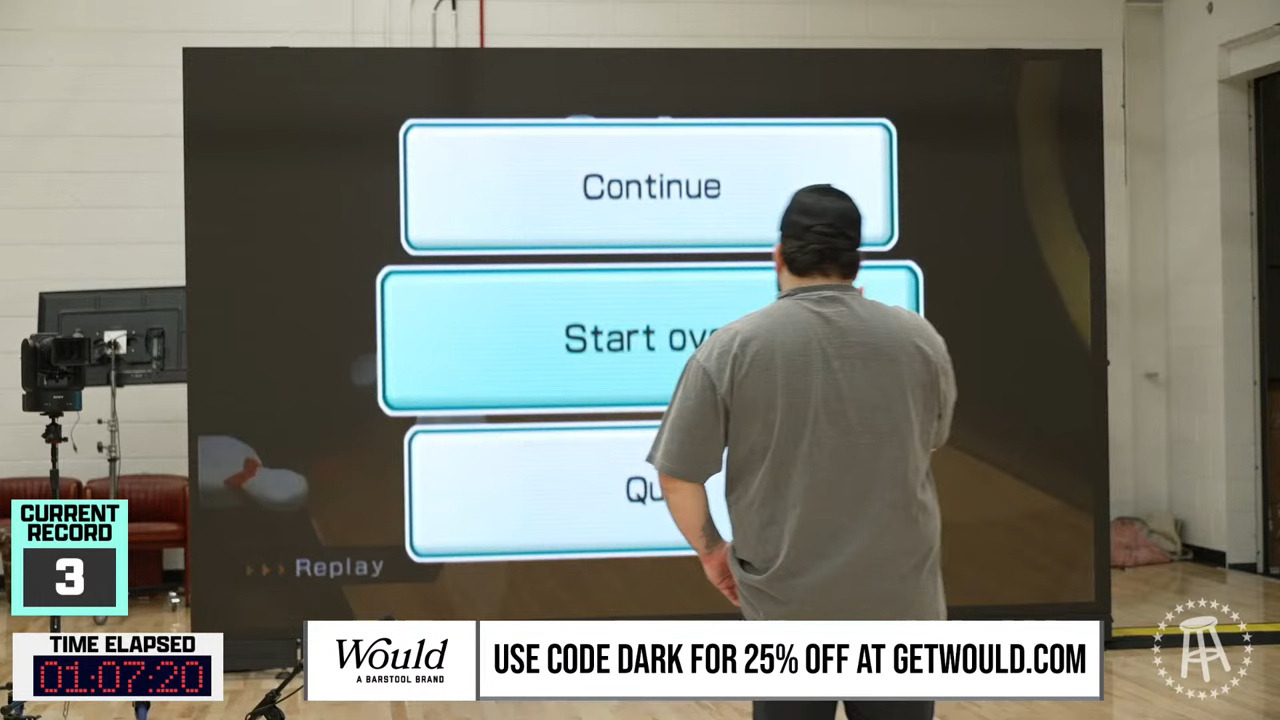 Continue
Start ov
Qu
Replay
CURRENT
RECORD
3
TIME ELAPSED
01:07:20
Would
A BARSTOOL BRAND
USE CODE DARK FOR 25% OFF AT GETWOULD.COM